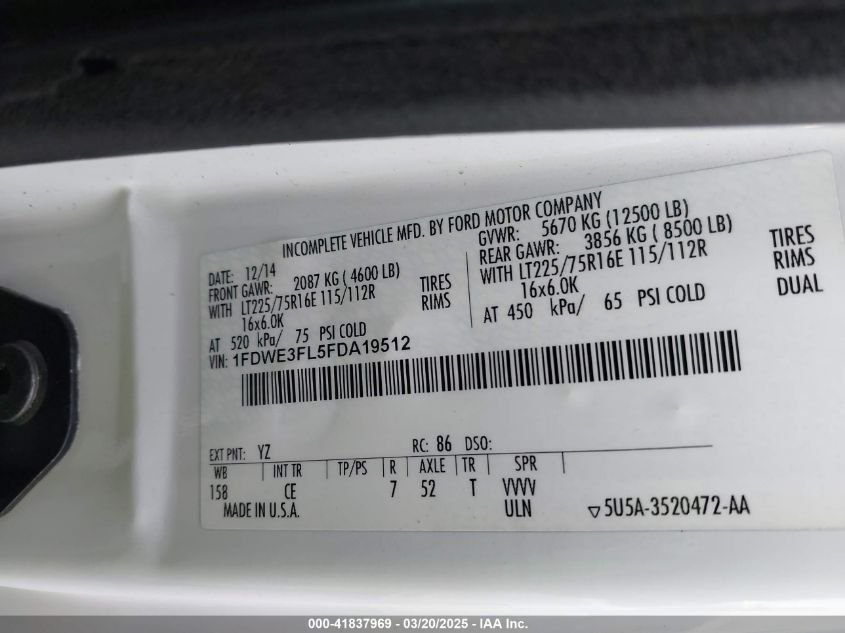 INCOMPLETE VEHICLE MFD. BY FORD MOTOR COMPANY
DATE: 12/14
FRONT GAWR: 2087 KG ( 4600 LB)
WITH LT225/75R16E 115/112R TIRES
16x6.0K RIMS
AT 520 kPa/ 75 PSI COLD
GVWR: 5670 KG (12500 LB)
REAR GAWR: 3856 KG ( 8500 LB)
WITH LT225/75R16E 115/112R TIRES
16x6.0K RIMS
AT 450 kPa/ 65 PSI COLD DUAL
VIN: 1FDWE3FL5FDA19512
EXT PNT: YZ RC: 86 DSO:
WB INT TR TP/PS R AXLE TR SPR
158 CE 7 52 T VVVV
MADE IN U.S.A. ULN ▽5U5A-3520472-AA
000-41837969 - 03/20/2025 - IAA Inc.